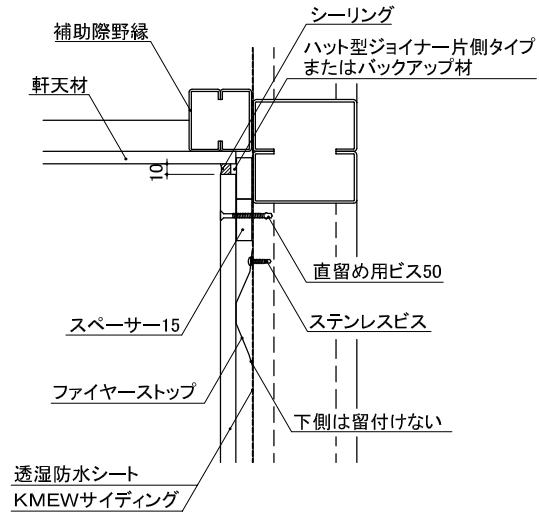 シーリング
補助際野縁
ハット型ジョイナー片側タイプ
またはバックアップ材
軒天材
10
直留め用ビス50
スペーサー15
ステンレスビス
ファイヤーストップ
下側は留付けない
透湿防水シート
KMEWサイディング